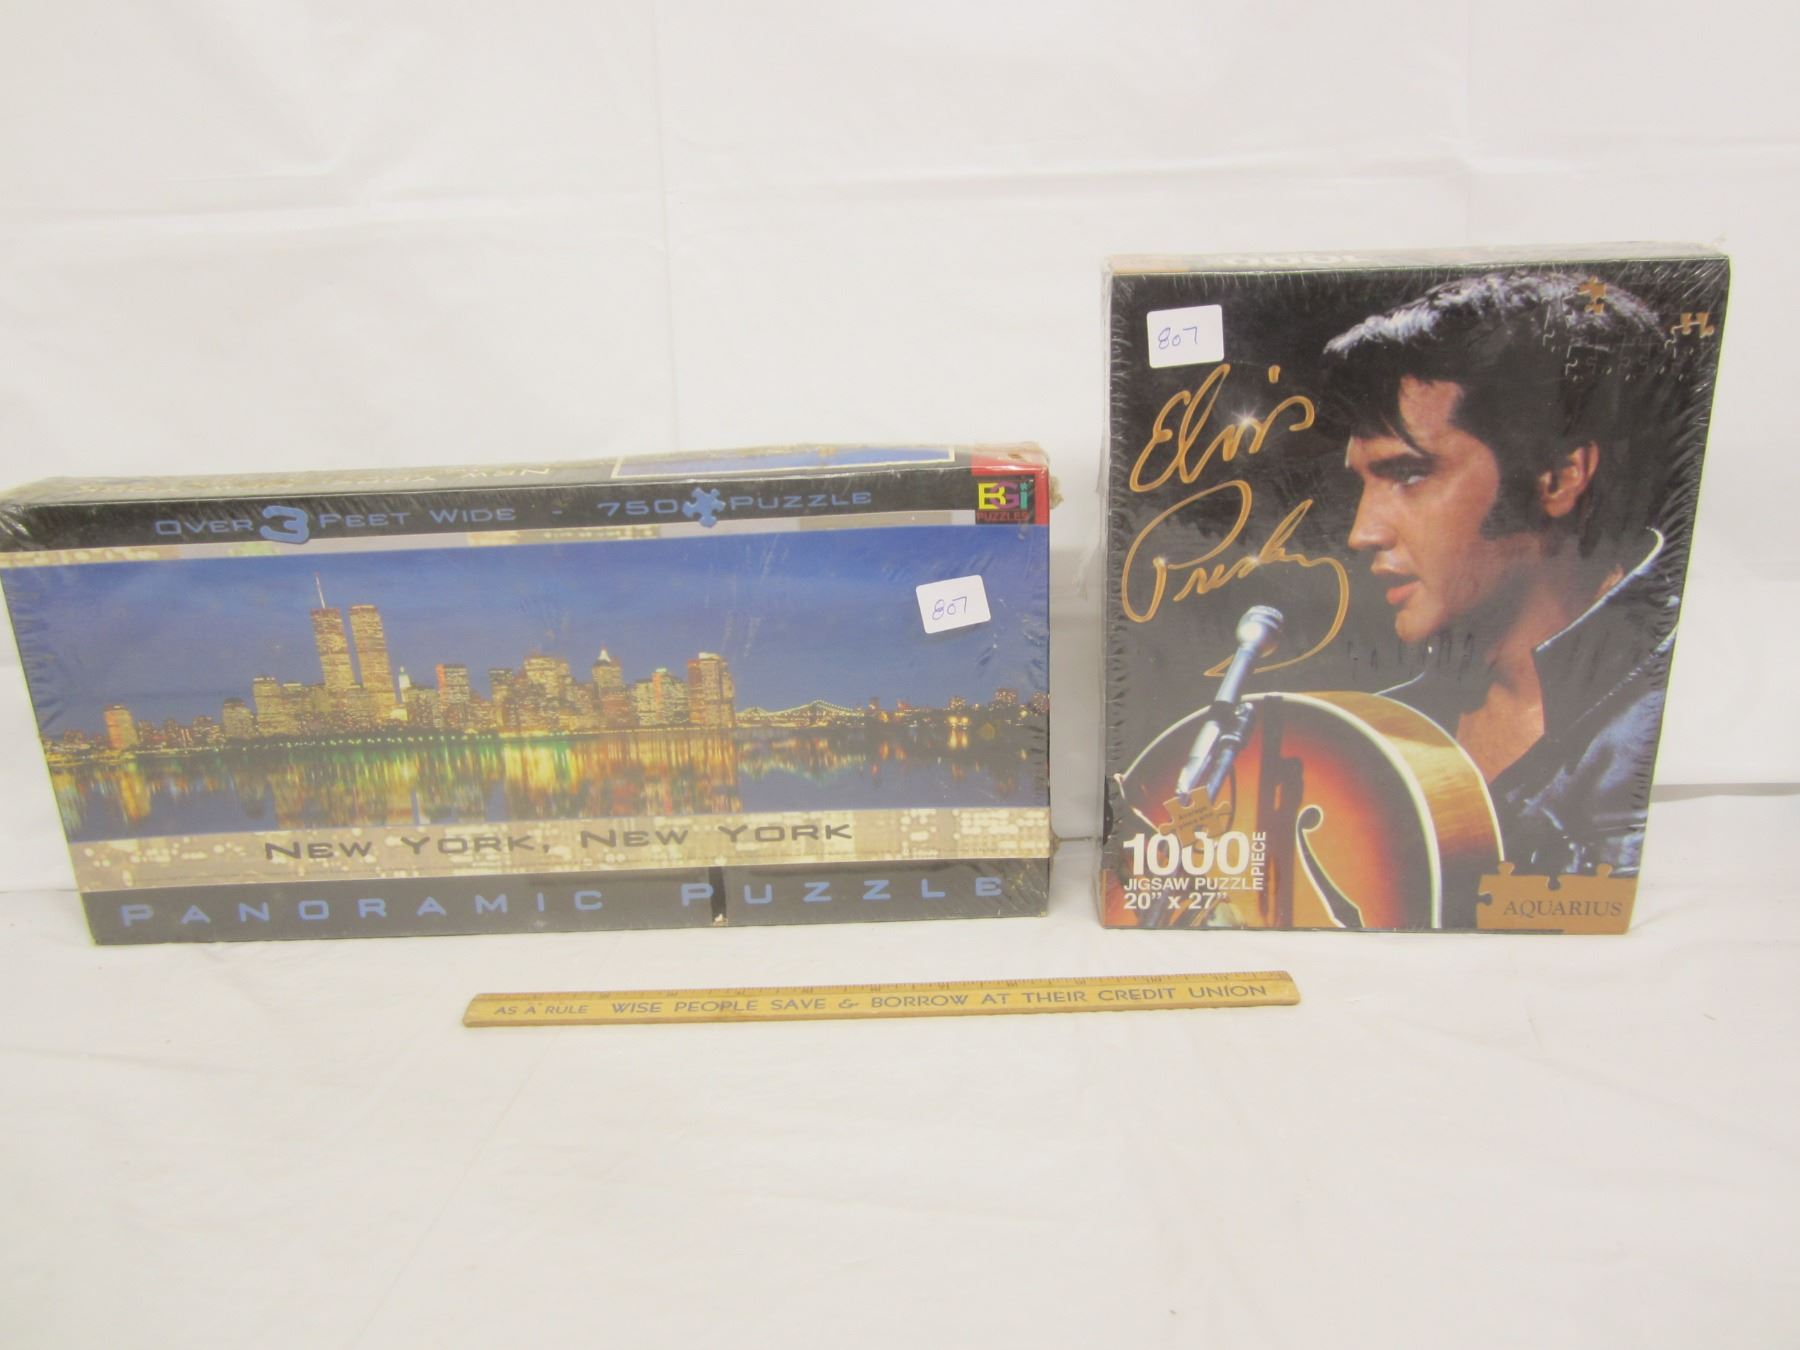 OVER 3 FEET WIDE - 750 PUZZLE
BGi
PUZZLES
807
NEW YORK, NEW YORK
PANORAMIC PUZZLE
1000
807
Elvis
Presley
1000 PIECE
JIGSAW PUZZLE
20" x 27"
AQUARIUS
AS A RULE WISE PEOPLE SAVE & BORROW AT THEIR CREDIT UNION